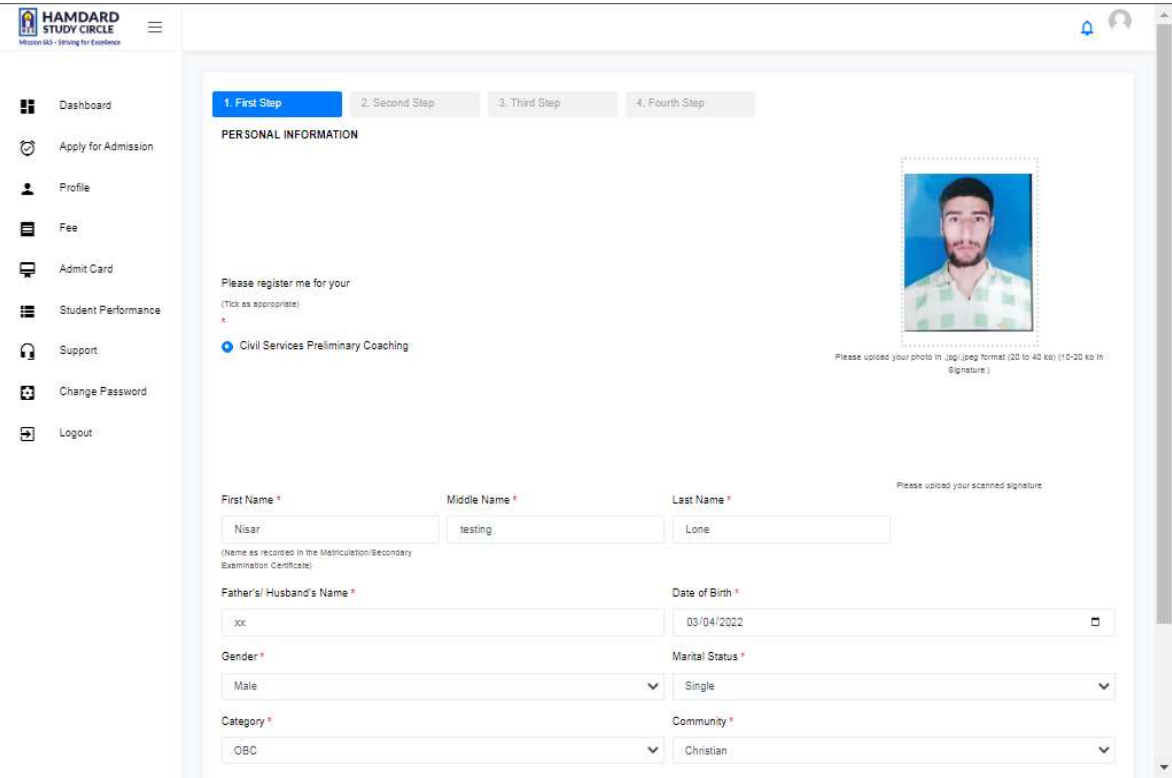 HAMDARD
STUDY CIRCLE
Mission IAS - Striving for Excellence
Dashboard
Apply for Admission
Profile
Fee
Admit Card
Student Performance
Support
Change Password
Logout
1. First Step 2. Second Step 3. Third Step 4. Fourth Step
PERSONAL INFORMATION
Please register me for your
(Tick as appropriate)
*
Civil Services Preliminary Coaching
Please upload your photo in .jpg/.jpeg format (20 to 40 kb) (10-20 kb in
Signature )
Please upload your scanned signature
First Name * Middle Name * Last Name *
Nisar testing Lone
(Name as recorded in the Matriculation/Secondary
Examination Certificate)
Father's/ Husband's Name * Date of Birth *
xx 03/04/2022
Gender * Marital Status *
Male Single
Category * Community *
OBC Christian